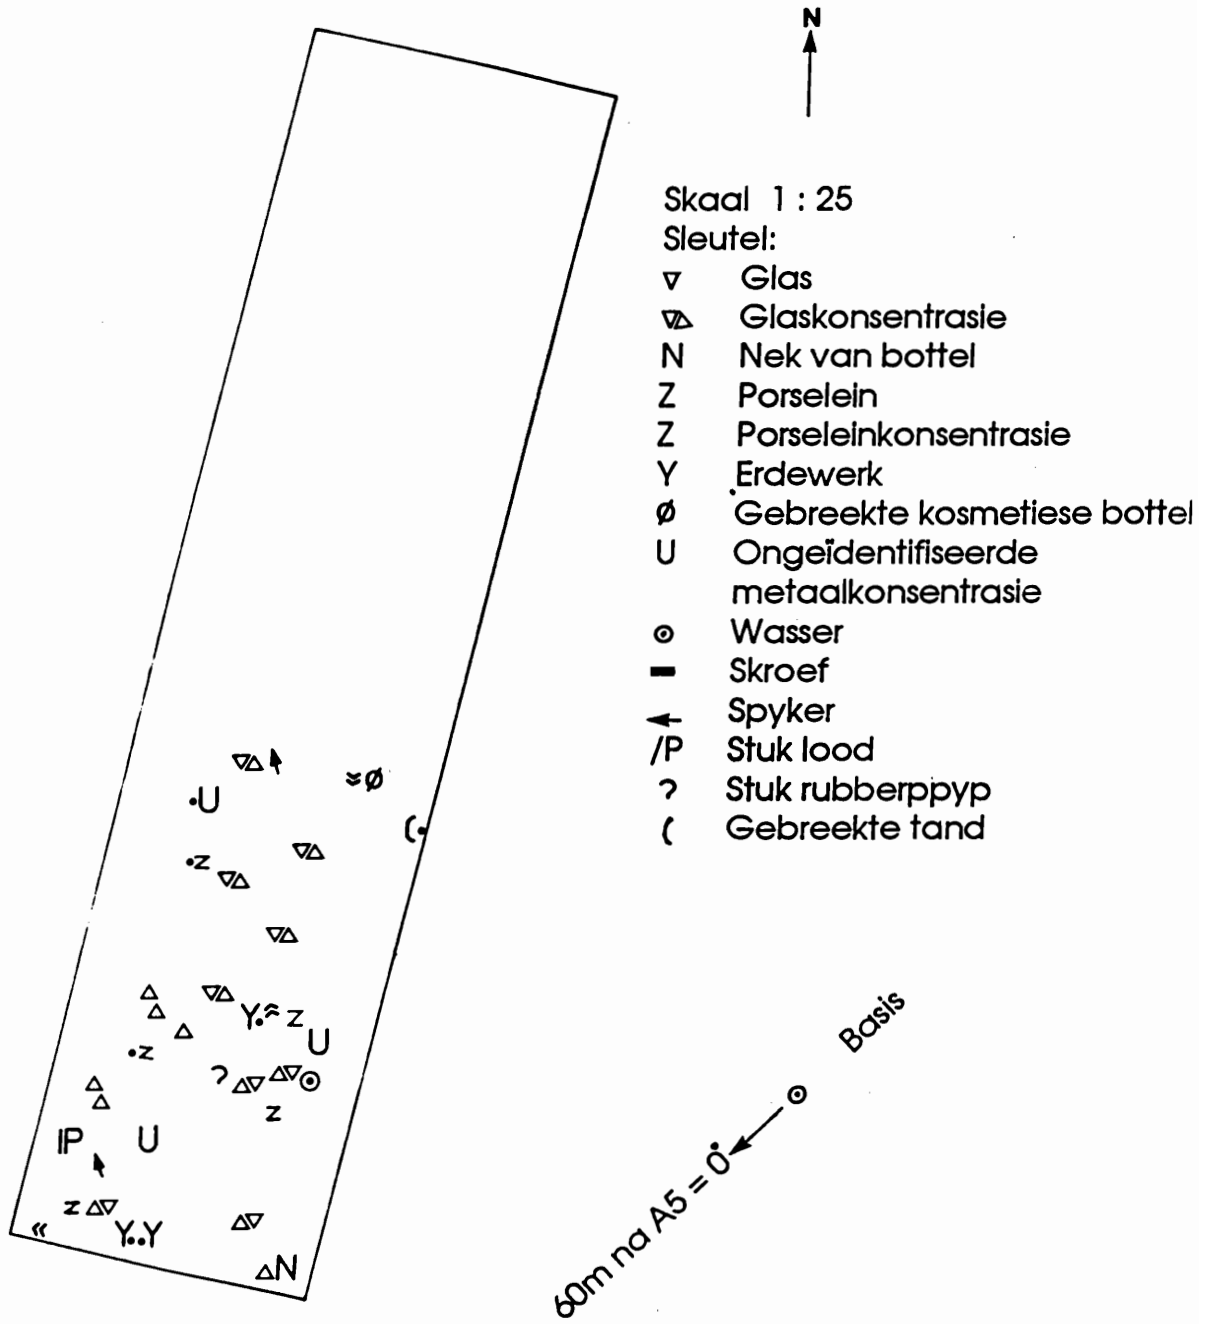 N
Skaal 1 : 25
Sleutel:
Glas
Glaskonsentrasie
N Nek van bottel
Z Porselein
Z Porseleinkonsentrasie
Y Erdewerk
Ø Gebreekte kosmetiese bottel
U Ongeïdentifiseerde
metaalkonsentrasie
Wasser
Skroef
Spyker
/P Stuk lood
? Stuk rubberppyp
( Gebreekte tand
Ø
U
(
z
Y z
U
z
?
z
IP U
z
Y Y
N
Basis
60m na A5 = 0